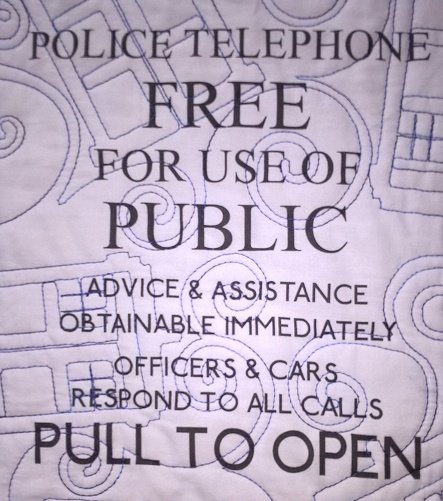 POLICE TELEPHONE
FREE
FOR USE OF
PUBLIC
ADVICE & ASSISTANCE
OBTAINABLE IMMEDIATELY
OFFICERS & CARS
RESPOND TO ALL CALLS
PULL TO OPEN